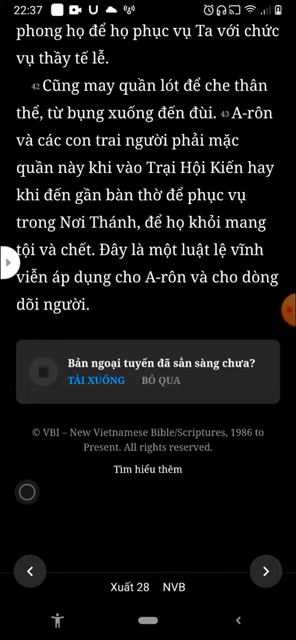 22:37
phong họ để họ phục vụ Ta với chức
vụ thầy tế lễ.
42 Cũng may quần lót để che thân
thể, từ bụng xuống đến đùi. 43 A-rôn
và các con trai người phải mặc
quần này khi vào Trại Hội Kiến hay
khi đến gần bàn thờ để phục vụ
trong Nơi Thánh, để họ khỏi mang
tội và chết. Đây là một luật lệ vĩnh
viễn áp dụng cho A-rôn và cho dòng
dõi người.
Bản ngoại tuyến đã sẵn sàng chưa?
TẢI XUỐNG BỎ QUA
© VBI – New Vietnamese Bible/Scriptures, 1986 to
Present. All rights reserved.
Tìm hiểu thêm
Xuất 28 NVB